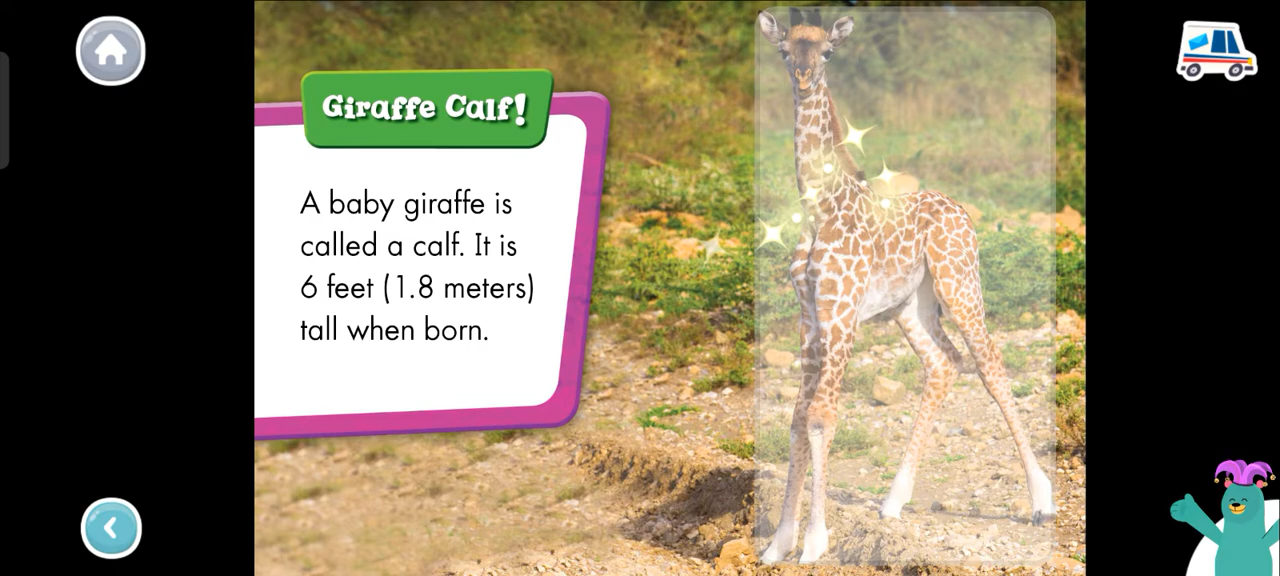 Giraffe Calf!
A baby giraffe is
called a calf. It is
6 feet (1.8 meters)
tall when born.